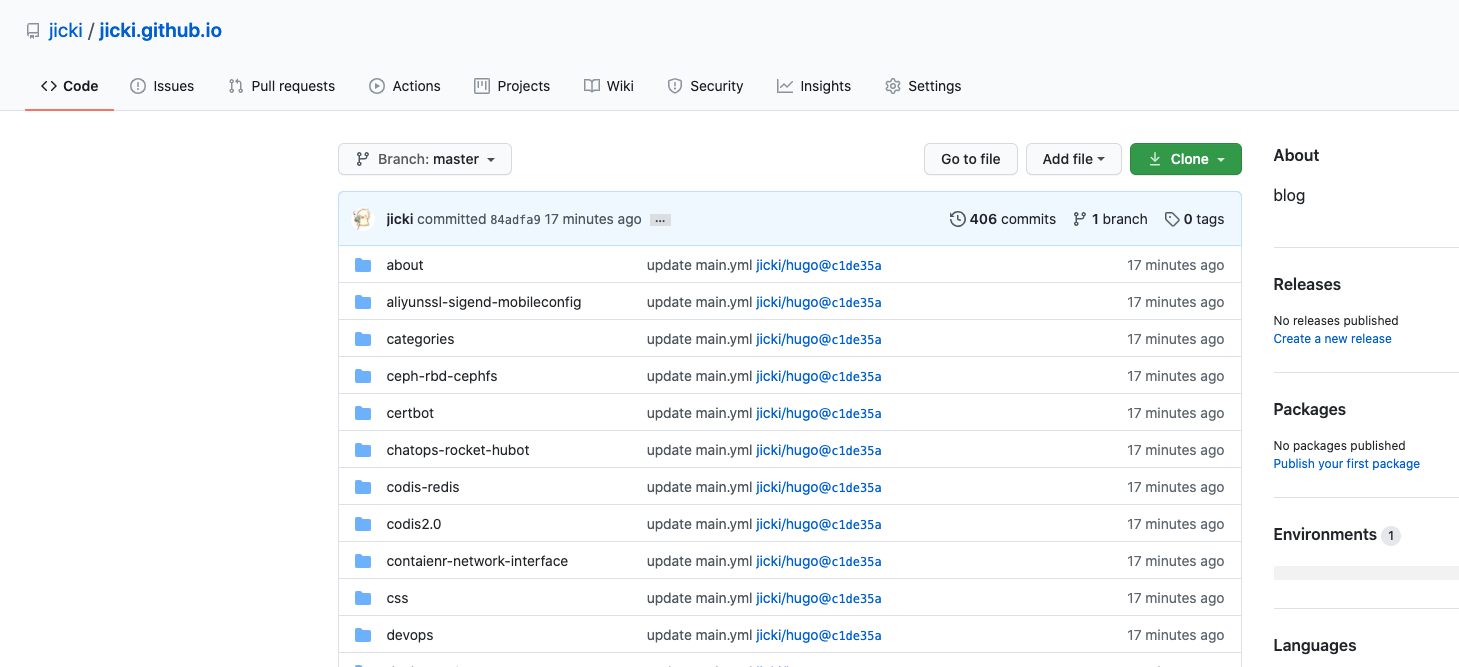 jicki / jicki.github.io
Code Issues Pull requests Actions Projects Wiki Security Insights Settings
Branch: master Go to file Add file Clone
jicki committed 84adfa9 17 minutes ago ... 406 commits 1 branch 0 tags
about update main.yml jicki/hugo@c1de35a 17 minutes ago
aliyunssl-sigend-mobileconfig update main.yml jicki/hugo@c1de35a 17 minutes ago
categories update main.yml jicki/hugo@c1de35a 17 minutes ago
ceph-rbd-cephfs update main.yml jicki/hugo@c1de35a 17 minutes ago
certbot update main.yml jicki/hugo@c1de35a 17 minutes ago
chatops-rocket-hubot update main.yml jicki/hugo@c1de35a 17 minutes ago
codis-redis update main.yml jicki/hugo@c1de35a 17 minutes ago
codis2.0 update main.yml jicki/hugo@c1de35a 17 minutes ago
contaienr-network-interface update main.yml jicki/hugo@c1de35a 17 minutes ago
css update main.yml jicki/hugo@c1de35a 17 minutes ago
devops update main.yml jicki/hugo@c1de35a 17 minutes ago
About
blog
Releases
No releases published
Create a new release
Packages
No packages published
Publish your first package
Environments 1
Languages